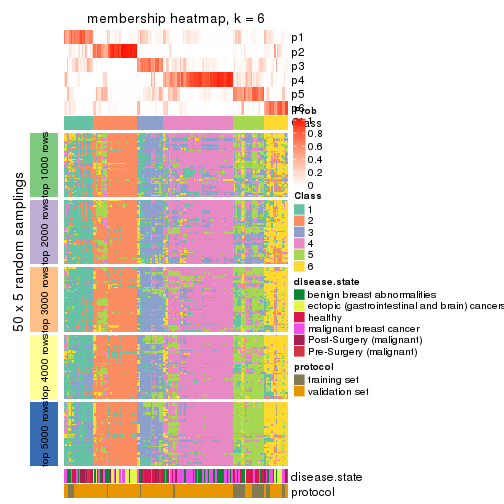 membership heatmap, k = 6
p1
p2
p3
p4
p5
p6
Prob
Class
0.8
0.6
0.4
0.2
0
Class
1
2
3
4
5
6
disease.state
benign breast abnormalities
ectopic (gastrointestinal and brain) cancers
healthy
malignant breast cancer
Post-Surgery (malignant)
Pre-Surgery (malignant)
protocol
training set
validation set
50 x 5 random samplings
top 1000 rows
top 2000 rows
top 3000 rows
top 4000 rows
top 5000 rows
disease.state
protocol